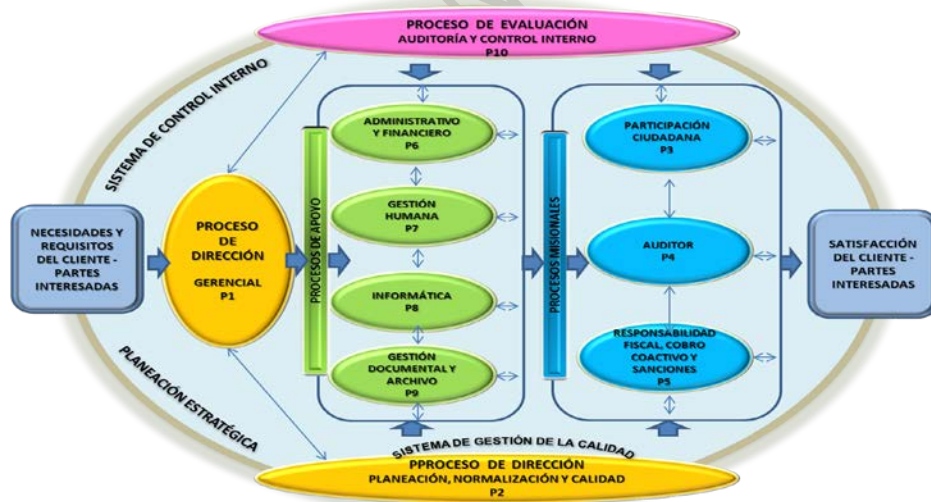 PROCESO DE EVALUACIÓN
AUDITORÍA Y CONTROL INTERNO
P10
SISTEMA DE CONTROL INTERNO
NECESIDADES Y
REQUISITOS
DEL CLIENTE -
PARTES
INTERESADAS
PROCESO
DE
DIRECCIÓN
GERENCIAL
P1
PROCESOS DE APOYO
ADMINISTRATIVO
Y FINANCIERO
P6
GESTIÓN
HUMANA
P7
INFORMÁTICA
P8
GESTIÓN
DOCUMENTAL Y
ARCHIVO
P9
PROCESOS MISIONALES
PARTICIPACIÓN
CIUDADANA
P3
AUDITOR
P4
RESPONSABILIDAD
FISCAL, COBRO
COACTIVO Y
SANCIONES
P5
SATISFACCIÓN
DEL CLIENTE -
PARTES
INTERESADAS
PLANEACIÓN ESTRATÉGICA
SISTEMA DE GESTIÓN DE LA CALIDAD
PPROCESO DE DIRECCIÓN
PLANEACIÓN, NORMALIZACIÓN Y CALIDAD
P2